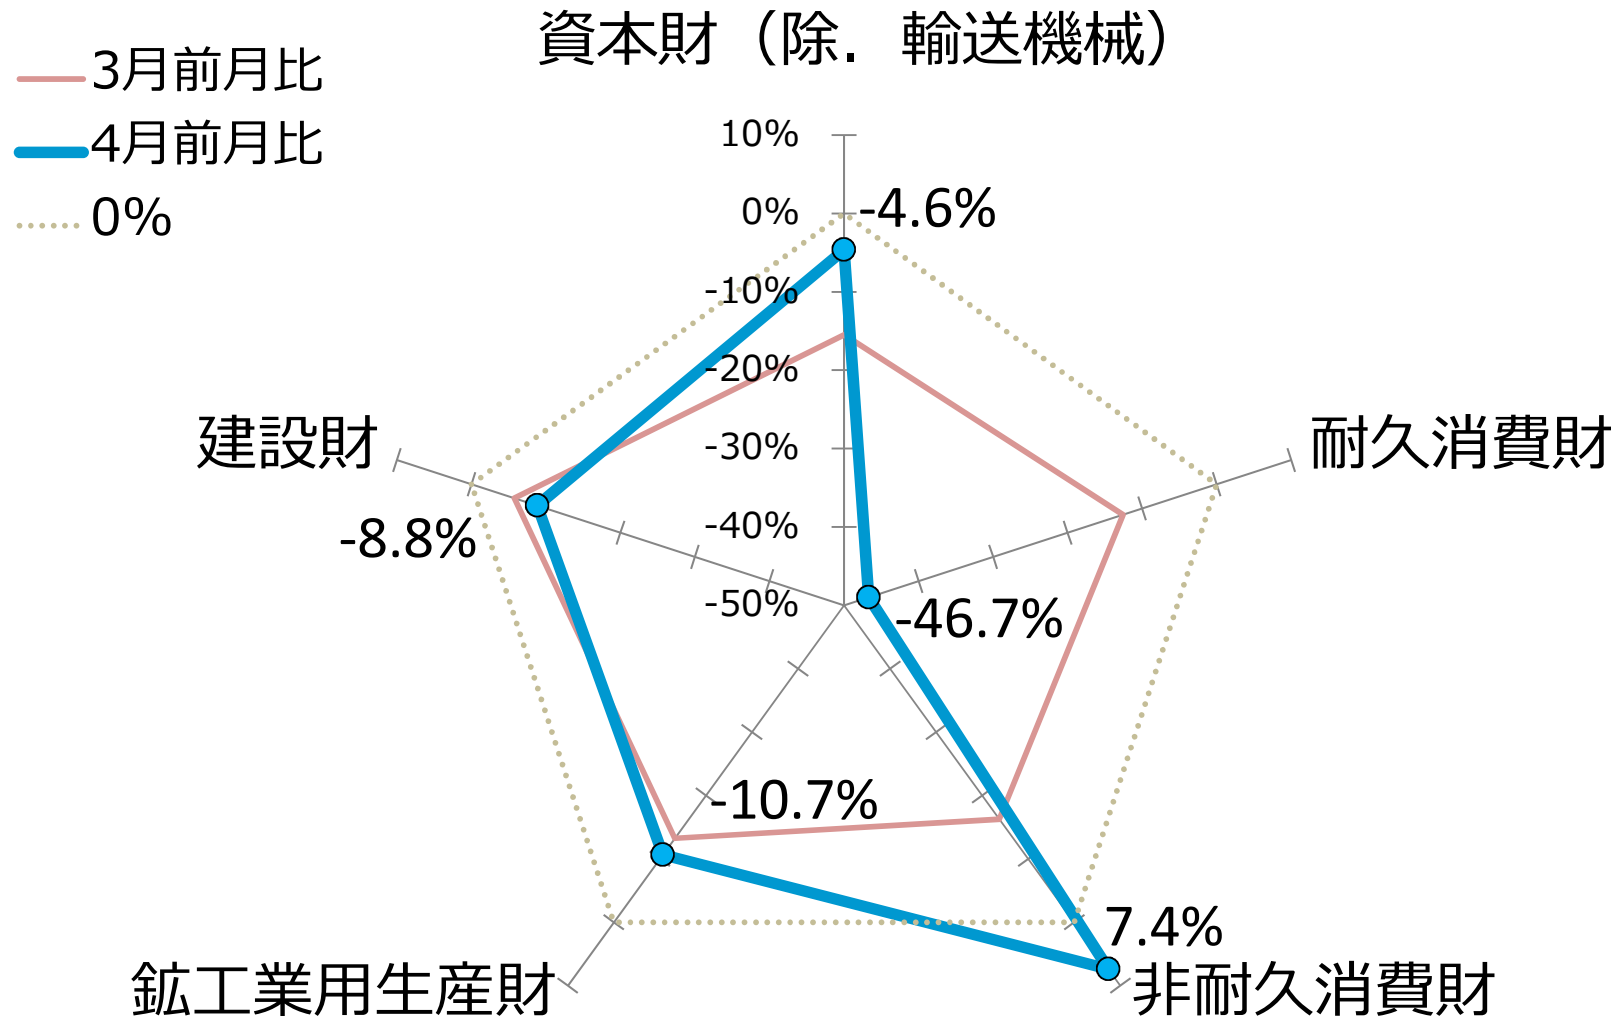 資本財（除．輸送機械）
3月前月比
4月前月比
0%
10%
0%
-10%
-20%
-30%
-40%
-50%
-4.6%
耐久消費財
-46.7%
建設財
-8.8%
-10.7%
7.4%
鉱工業用生産財
非耐久消費財